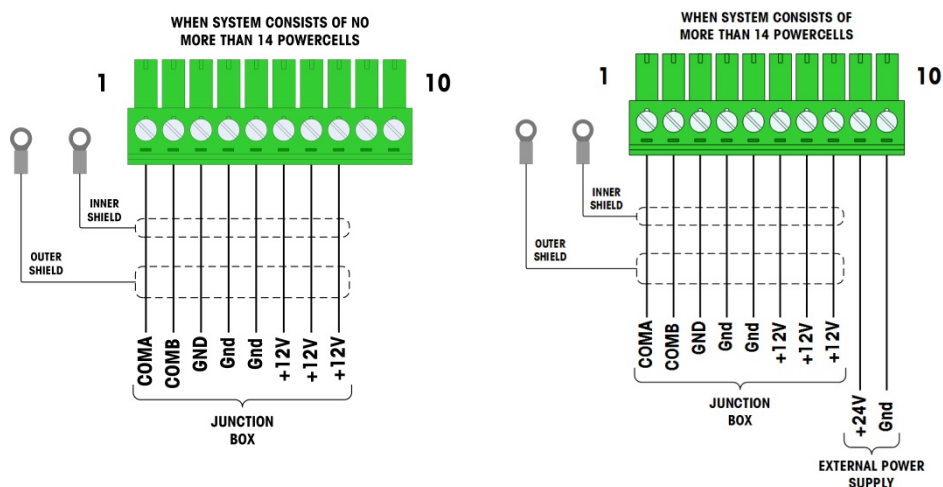 WHEN SYSTEM CONSISTS OF NO
MORE THAN 14 POWERCELLS
1
10
INNER
SHIELD
OUTER
SHIELD
COMA
COMB
GND
Gnd
Gnd
+12V
+12V
+12V
JUNCTION
BOX
WHEN SYSTEM CONSISTS OF
MORE THAN 14 POWERCELLS
1
10
INNER
SHIELD
OUTER
SHIELD
COMA
COMB
GND
Gnd
Gnd
+12V
+12V
+12V
+24V
Gnd
JUNCTION
BOX
EXTERNAL POWER
SUPPLY